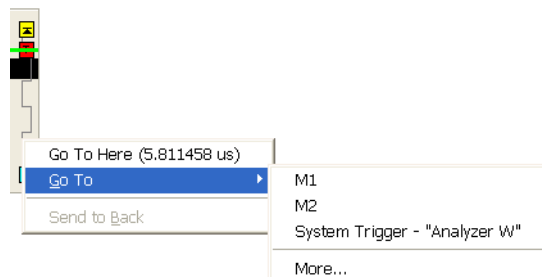 Go To Here (5.811458 us)
Go To
M1
M2
Send to Back
System Trigger - "Analyzer W"
More...